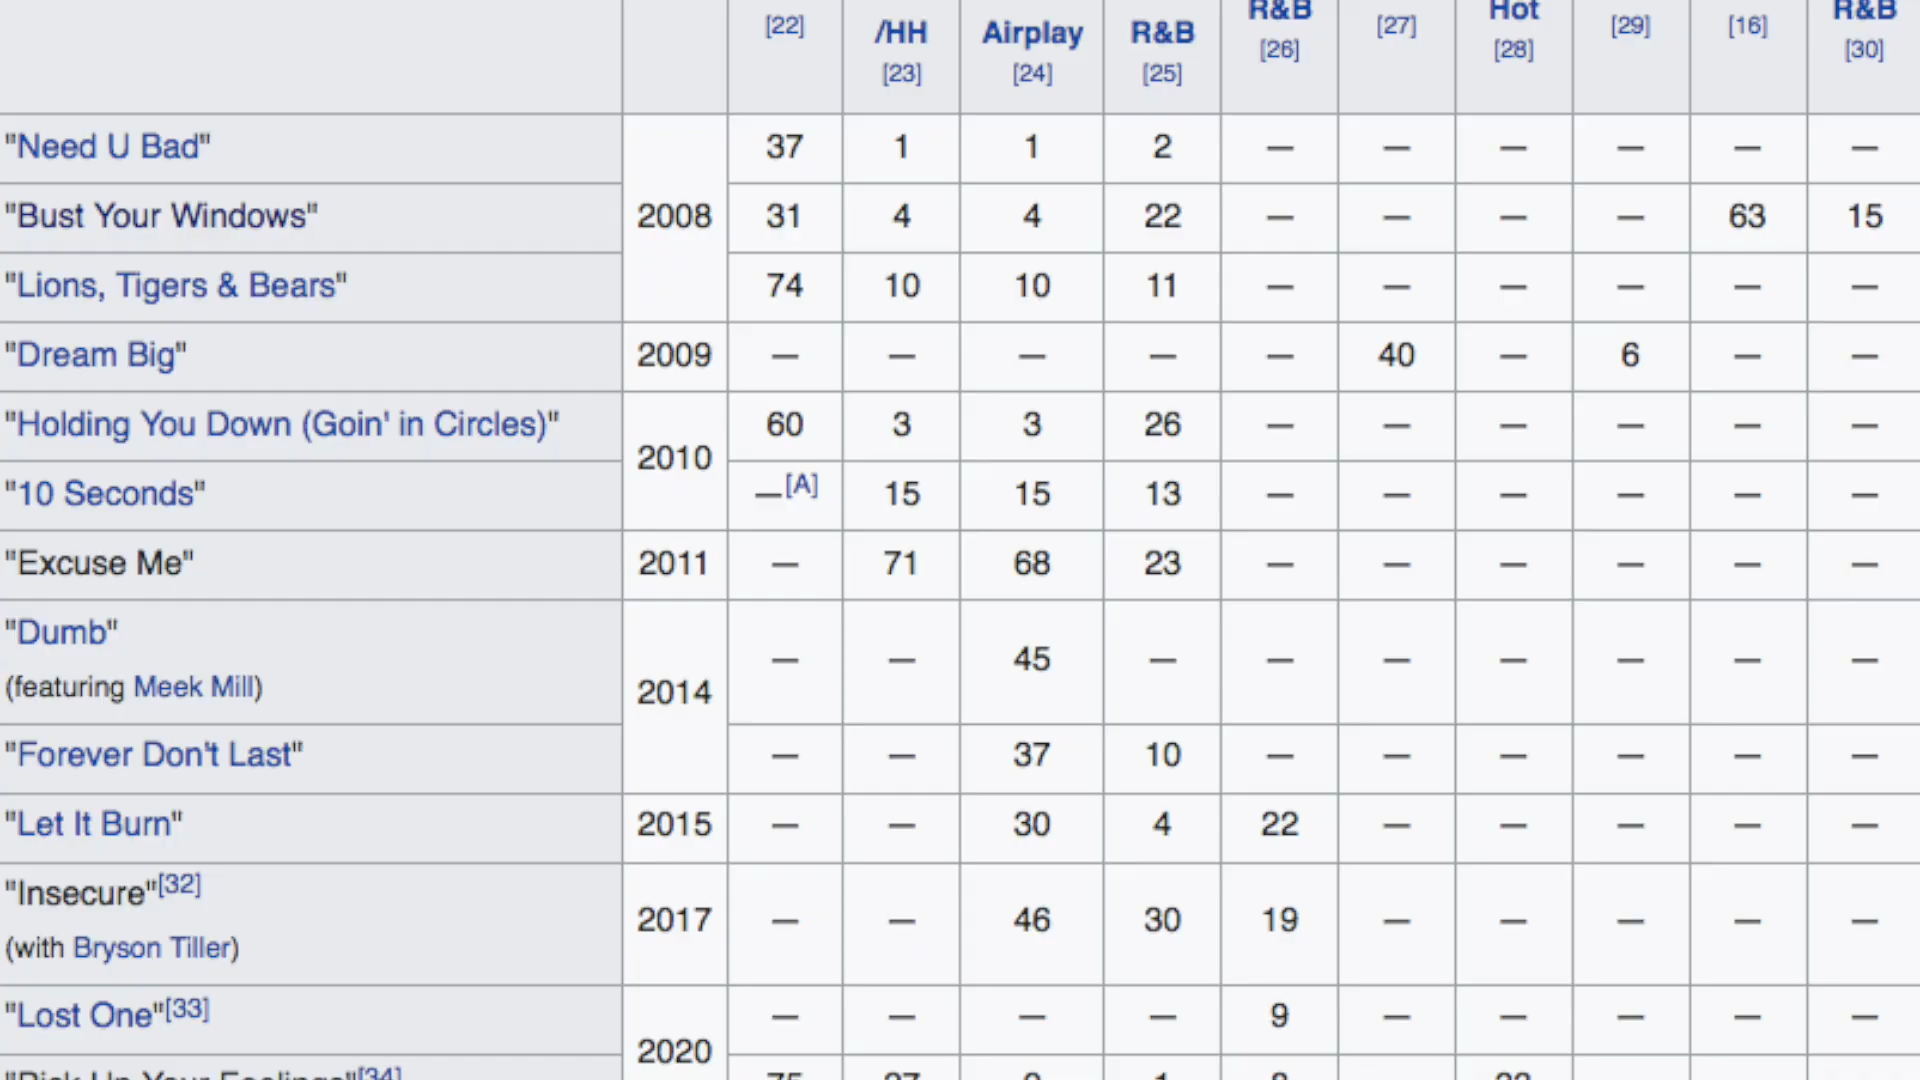 R&B Hot R&B
[22] /HH Airplay R&B [26] [27] [28] [29] [16] [30]
[23] [24] [25]
"Need U Bad" 37 1 1 2 — — — — — —
"Bust Your Windows" 2008 31 4 4 22 — — — — 63 15
"Lions, Tigers & Bears" 74 10 10 11 — — — — — —
"Dream Big" 2009 — — — — — 40 — 6 — —
"Holding You Down (Goin' in Circles)" 60 3 3 26 — — — — — —
2010
"10 Seconds" —[A] 15 15 13 — — — — — —
"Excuse Me" 2011 — 71 68 23 — — — — — —
"Dumb"
(featuring Meek Mill) — — 45 — — — — — — —
2014
"Forever Don't Last" — — 37 10 — — — — — —
"Let It Burn" 2015 — — 30 4 22 — — — — —
"Insecure"[32]
(with Bryson Tiller) 2017 — — 46 30 19 — — — — —
"Lost One"[33] — — — — 9 — — — — —
2020
"Pick Up Your Feelings"[34]